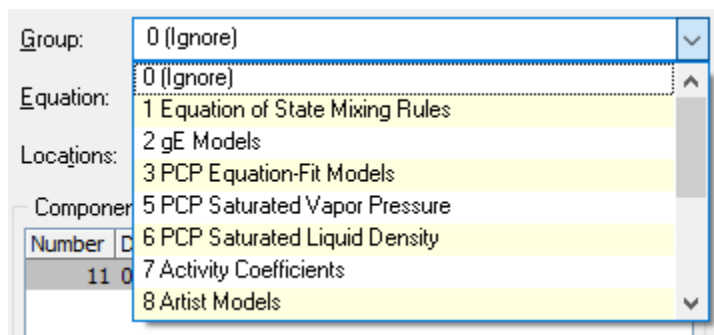 Group: 0 (Ignore)
0 (Ignore)
Equation: 1 Equation of State Mixing Rules
2 gE Models
Locations: 3 PCP Equation-Fit Models
Componer 5 PCP Saturated Vapor Pressure
Number D 6 PCP Saturated Liquid Density
11 0 7 Activity Coefficients
8 Artist Models